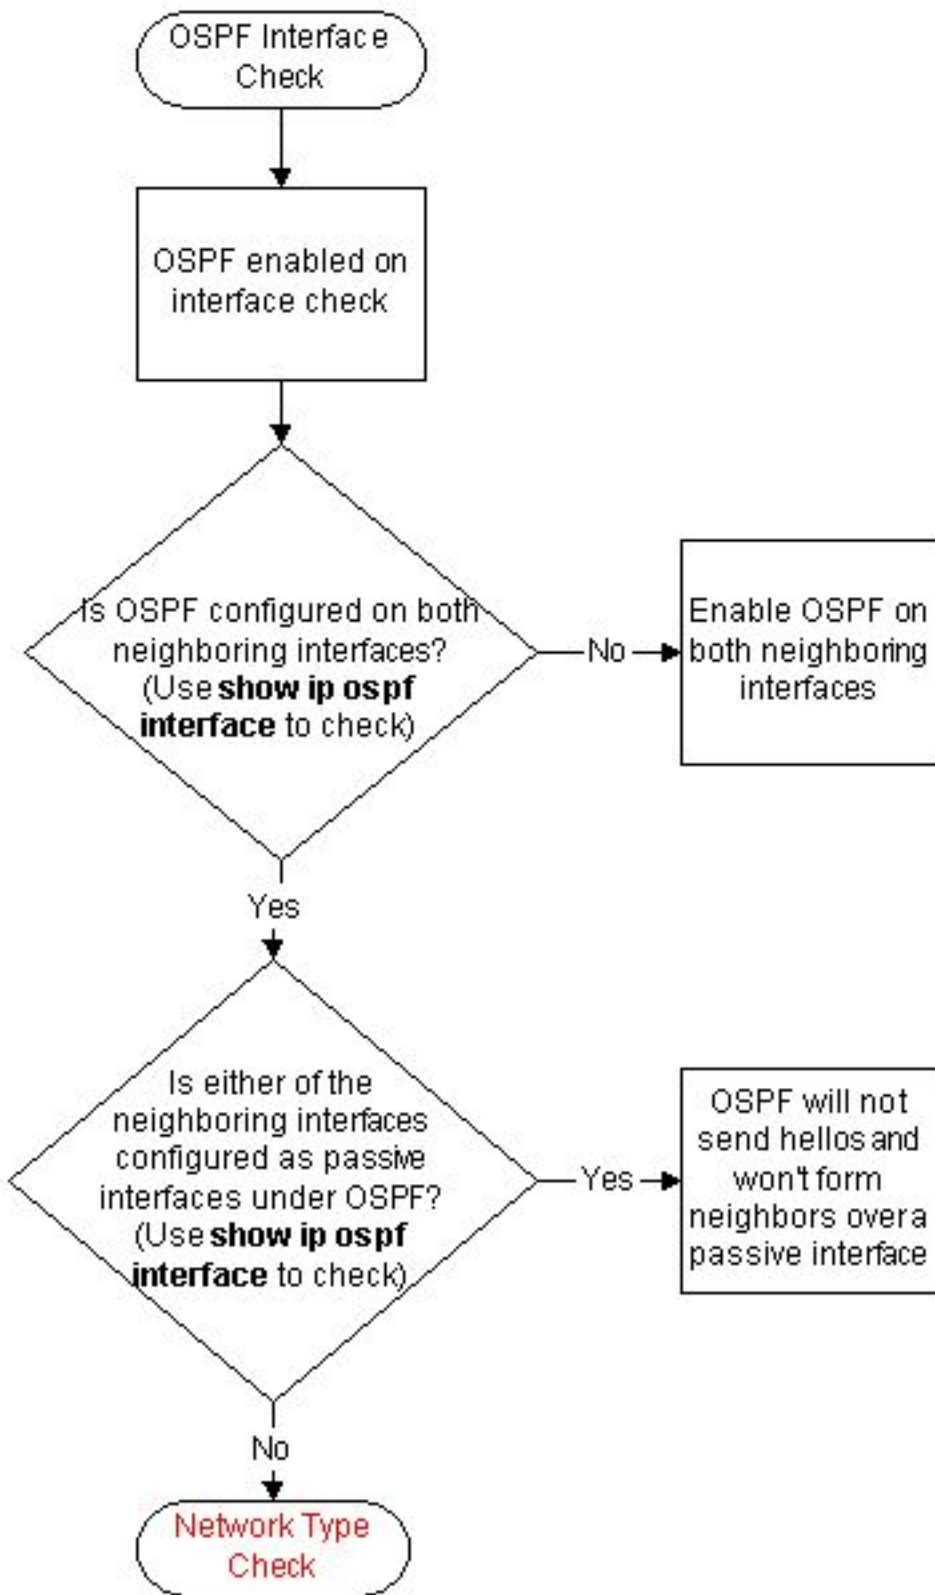 OSPF Interface
Check
OSPF enabled on
interface check
Is OSPF configured on both
neighboring interfaces?
(Use show ip ospf
interface to check)
No
Enable OSPF on
both neighboring
interfaces
Yes
Is either of the
neighboring interfaces
configured as passive
interfaces under OSPF?
(Use show ip ospf
interface to check)
Yes
OSPF will not
send hellos and
won't form
neighbors over a
passive interface
No
Network Type
Check